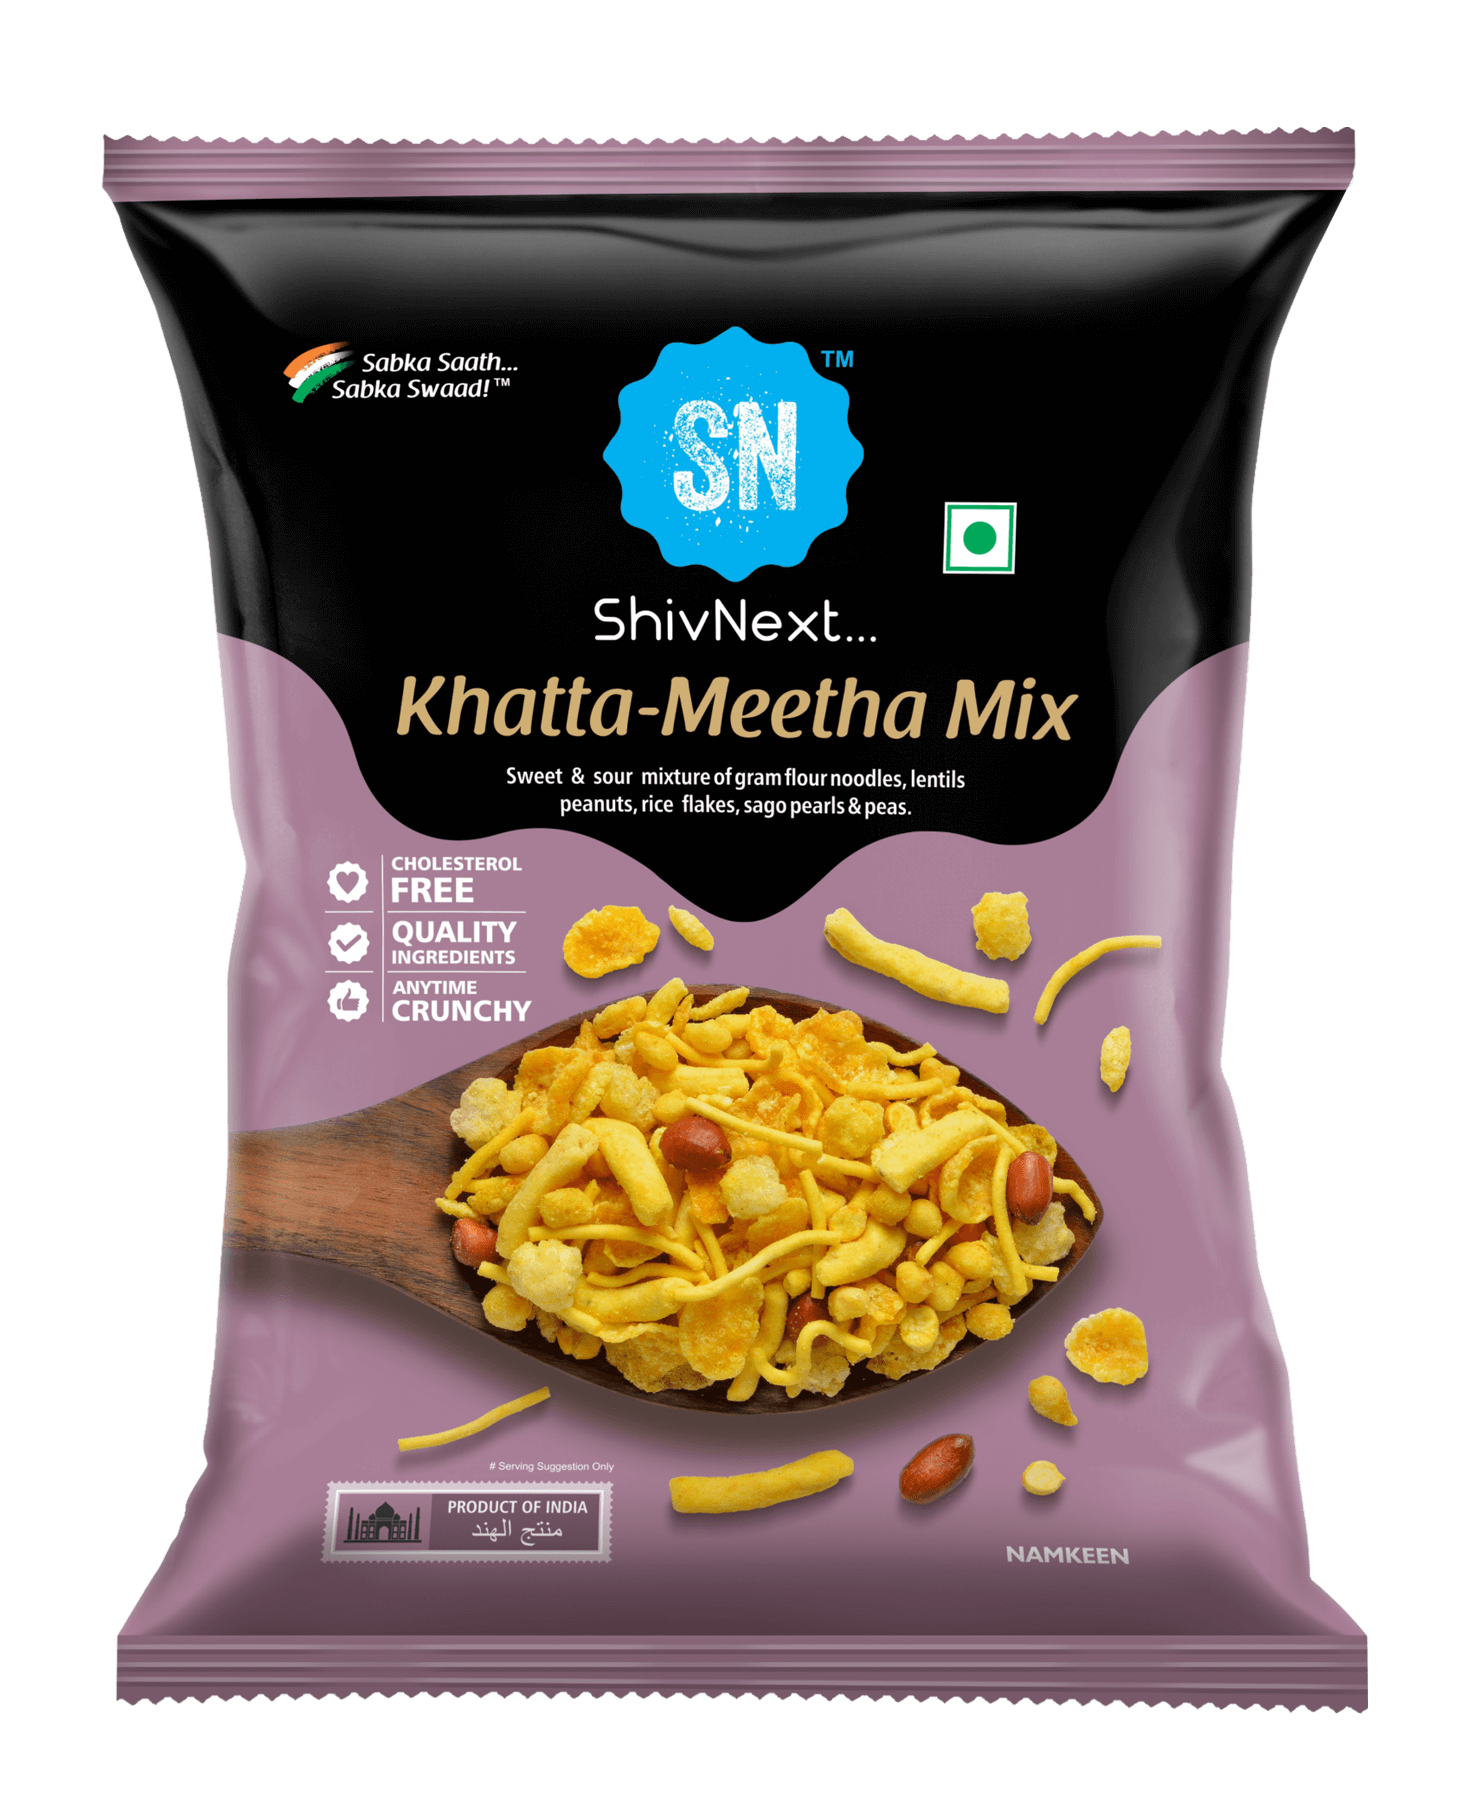 Sabka Saath...
Sabka Swaad!™
SN
TM
ShivNext...
Khatta-Meetha Mix
Sweet & sour mixture of gram flour noodles, lentils
peanuts, rice flakes, sago pearls & peas.
CHOLESTEROL
FREE
QUALITY
INGREDIENTS
ANYTIME
CRUNCHY
# Serving Suggestion Only
PRODUCT OF INDIA
منتج الهند
NAMKEEN